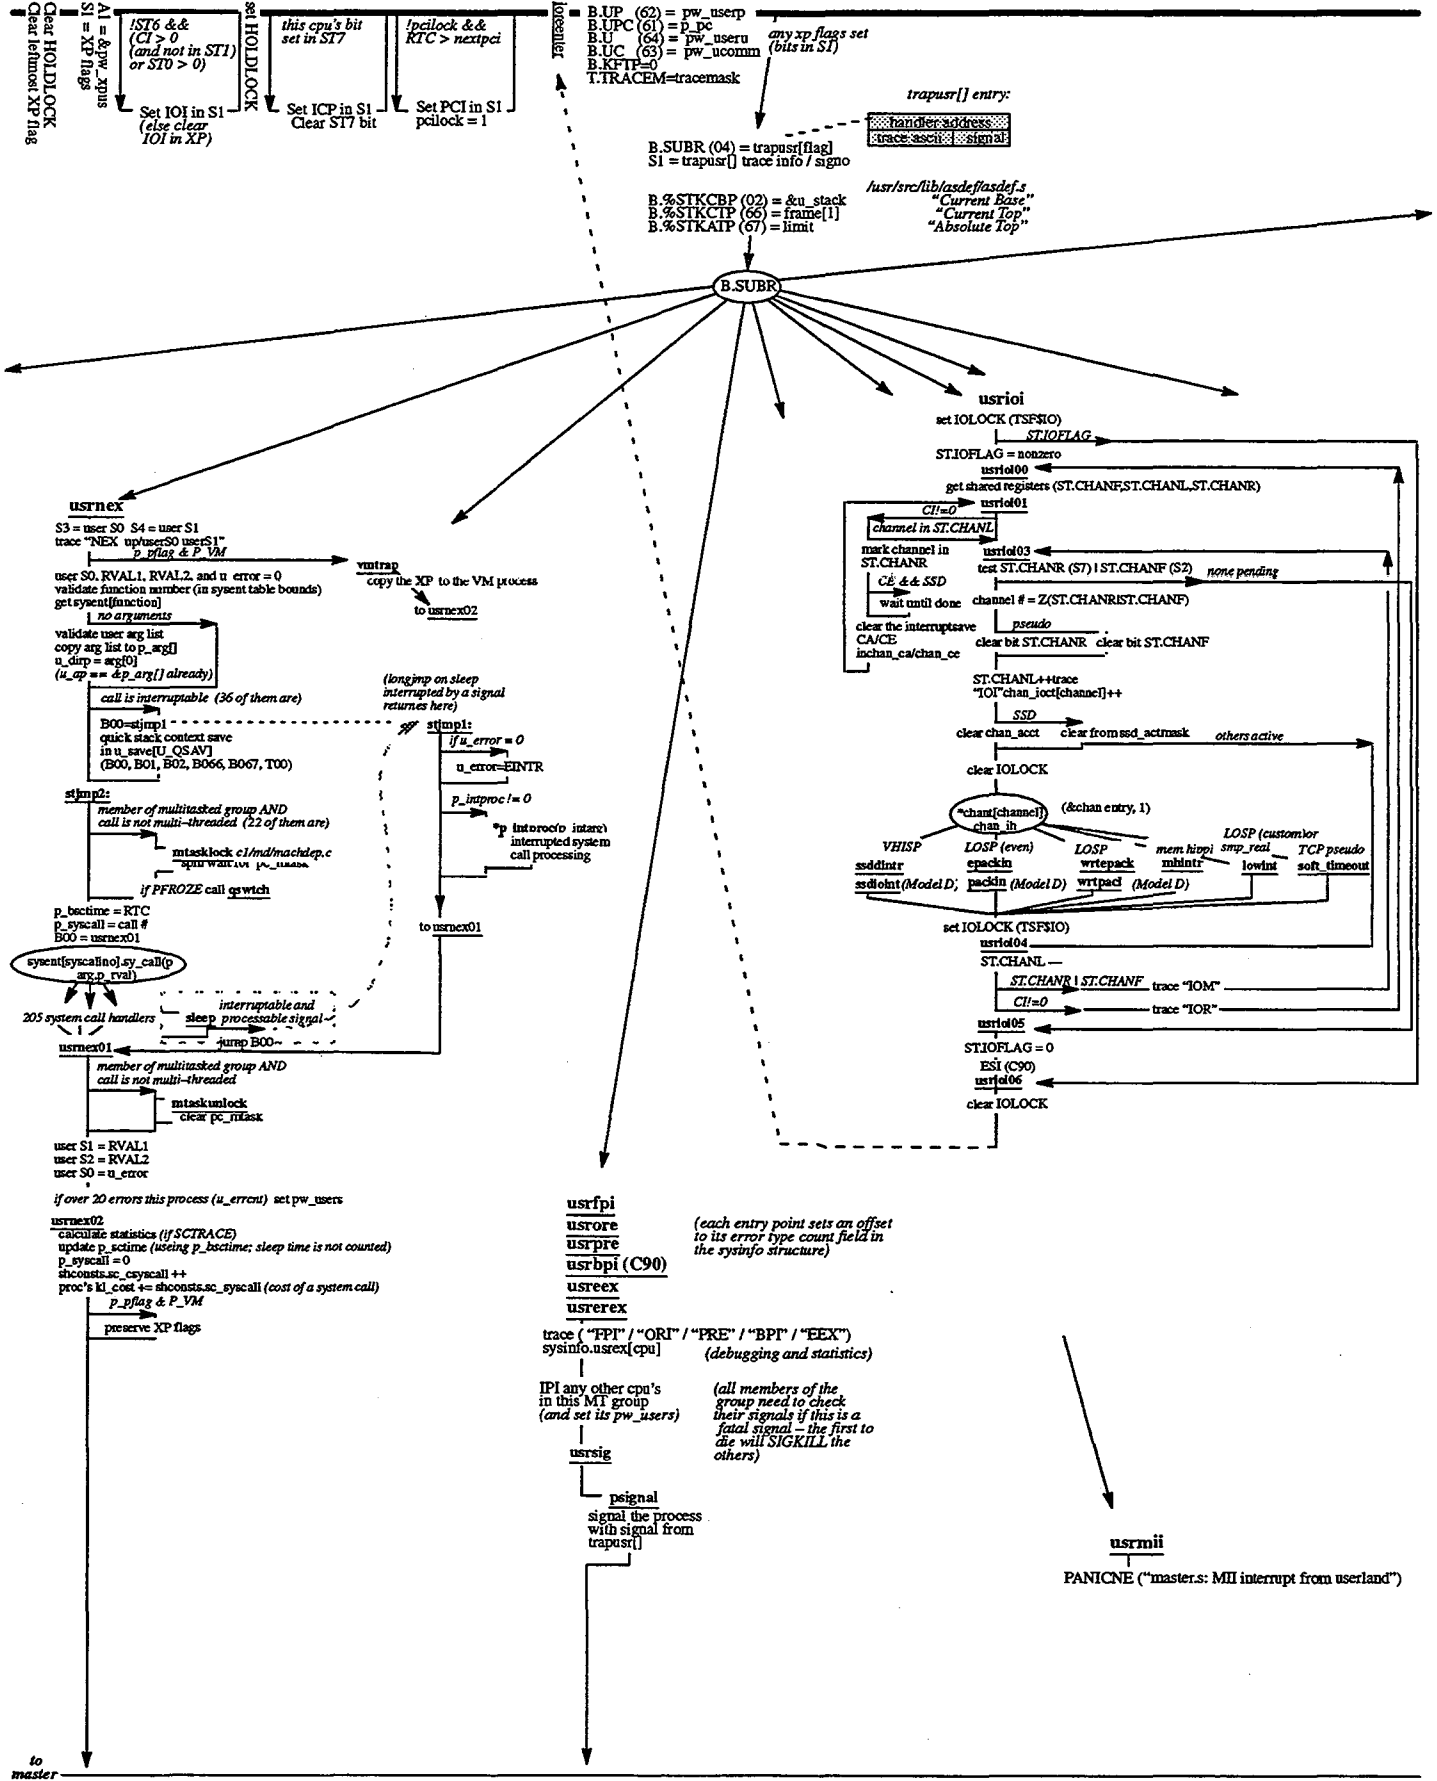 Clear HOLDLOCK
Clear leftmost XP flag
A1 = &pw_xpus
S1 = XP flags
!ST6 &&
(CI > 0
(and not in ST1)
or ST0 > 0)
Set IOI in S1
(else clear
IOI in XP)
set HOLDLOCK
this cpu's bit
set in ST7
Set ICP in S1
Clear ST7 bit
!pcilock &&
RTC > nextpci
Set PCI in S1
pcilock = 1
B.UP (62) = pw_userp
B.UPC (61) = p_pc
B.U (64) = pw_useru
B.UC (63) = pw_ucomm
B.KFTP=0
T.TRACEM=tracemask
any xp flags set
(bits in S1)
trapusr[] entry:
handler address
trace ascii signal
B.SUBR (04) = trapusr[flag]
S1 = trapusr[] trace info / signo
B.%STKCBP (02) = &u_stack
B.%STKCTP (66) = frame[1]
B.%STKATP (67) = limit
/usr/src/lib/asdef/asdef.s
"Current Base"
"Current Top"
"Absolute Top"
B.SUBR
usrnex
S3 = user S0 S4 = user S1
trace "NEX up/userS0 userS1"
p_pflag & P_VM
user S0, RVAL1, RVAL2, and u_error = 0
validate function number (in sysent table bounds)
get sysent[function]
no arguments
validate user arg list
copy arg list to p_arg[]
u_dirp = arg[0]
(u_ap == &p_arg[] already)
call is interruptable (36 of them are)
B00=stjmp1
quick stack context save
in u_save[U_QSAV]
(B00, B01, B02, B066, B067, T00)
stjmp2:
member of multitasked group AND
call is not multi-threaded (22 of them are)
mtasklock c1/md/machdep.c
spin wait for pc_mtask
if PFROZE call qswtch
p_bsctime = RTC
p_syscall = call #
B00 = usrnex01
sysent[syscallno].sy_call(p
arg,p_rval)
205 system call handlers
interruptable and
sleep processable signal
jump B00
usrnex01
member of multitasked group AND
call is not multi-threaded
mtaskunlock
clear pc_mtask
user S1 = RVAL1
user S2 = RVAL2
user S0 = u_error
if over 20 errors this process (u_errcnt) set pw_users
usrnex02
calculate statistics (if SCTRACE)
update p_sctime (useing p_bsctime; sleep time is not counted)
p_syscall = 0
shconsts.sc_csyscall ++
proc's kl_cost += shconsts.sc_syscall (cost of a system call)
p_pflag & P_VM
preserve XP flags
vmtrap
copy the XP to the VM process
to usrnex02
(longjmp on sleep
interrupted by a signal
returnes here)
stjmp1:
if u_error = 0
u_error=EINTR
p_intproc != 0
*p_intproc(p_intarg)
interrupted system
call processing
to usrnex01
usrfpi
usrore
usrpre
usrbpi (C90)
usreex
usrerex
(each entry point sets an offset
to its error type count field in
the sysinfo structure)
trace ( "FPI" / "ORI" / "PRE" / "BPI" / "EEX")
sysinfo.usrex[cpu]
(debugging and statistics)
IPI any other cpu's
in this MT group
(and set its pw_users)
(all members of the
group need to check
their signals if this is a
fatal signal – the first to
die will SIGKILL the
others)
usrsig
psignal
signal the process
with signal from
trapusr[]
usrioi
set IOLOCK (TSF$IO)
ST.IOFLAG
ST.IOFLAG = nonzero
usrioi00
get shared registers (ST.CHANF,ST.CHANL,ST.CHANR)
usrioi01
CI!=0
channel in ST.CHANL
mark channel in
ST.CHANR
CE && SSD
wait until done
clear the interruptsave
CA/CE
inchan_ca/chan_ce
usrioi03
test ST.CHANR (S7) | ST.CHANF (S2)
none pending
channel # = Z(ST.CHANR|ST.CHANF)
pseudo
clear bit ST.CHANR clear bit ST.CHANF
ST.CHANL++trace
"IOI"chan_ioct[channel]++
SSD
clear chan_acct clear from ssd_actmask
others active
clear IOLOCK
*chant[channel]
chan_ih
(&chan entry, 1)
VHISP
LOSP (even)
LOSP
mem hippi
LOSP (custom)or
smp_real
TCP pseudo
ssddintr
epackin
wrtepack
mhintr
lowint
soft_timeout
ssdioint (Model D)
packin (Model D)
wrtpacl (Model D)
set IOLOCK (TSF$IO)
usrioi04
ST.CHANL —
ST.CHANR | ST.CHANF trace "IOM"
CI!=0 trace "IOR"
usrioi05
ST.IOFLAG = 0
ESI (C90)
usrioi06
clear IOLOCK
usrmii
PANICNE ("master.s: MII interrupt from userland")
to
master